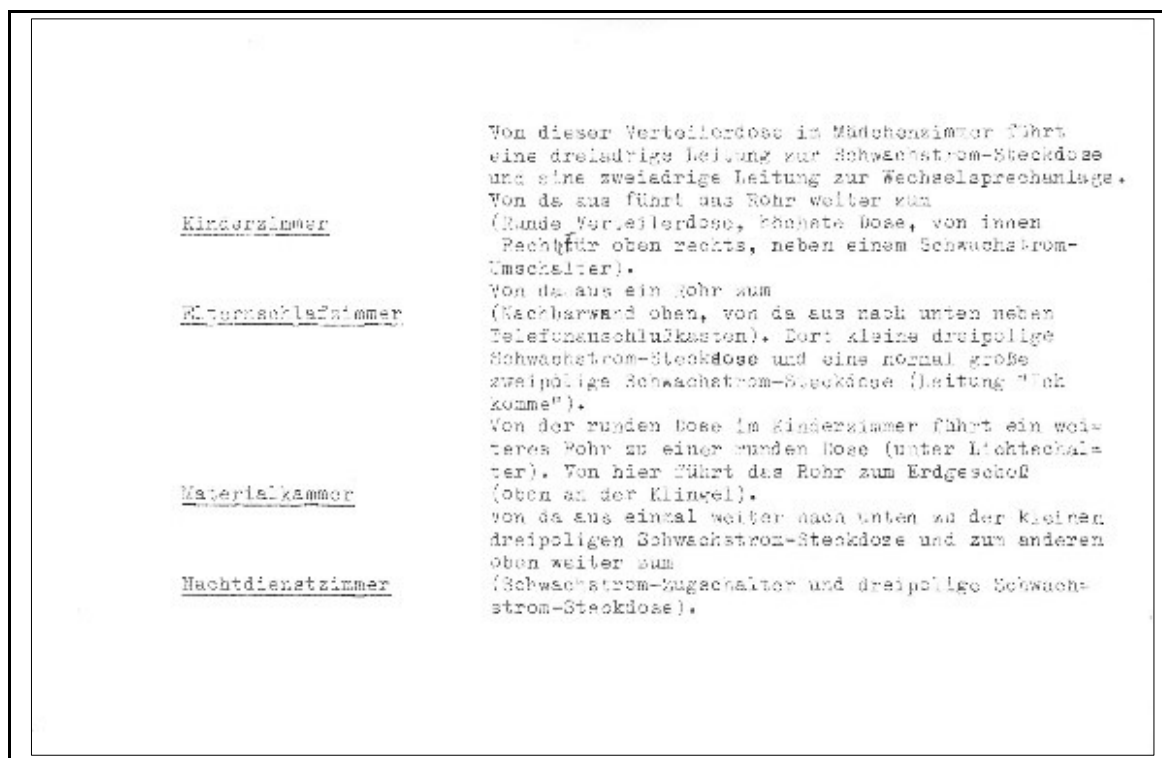 Von dieser Verteilerdose im Mädchenzimmer führt
eine dreiadrige Leitung zur Schwachstrom-Steckdose
und eine zweiadrige Leitung zur Wechselsprechanlage.
Von da aus führt das Rohr weiter zum
Kinderzimmer (Runde Verteilerdose, höchste Dose, von innen
für oben rechts, neben einem Schwachstrom-
Umschalter).
Von da aus ein Rohr zum
Elternschlafzimmer (Nachbarwand oben, von da aus nach unten neben
Telefonanschlußkasten). Dort kleine dreipolige
Schwachstrom-Steckdose und eine normal große
zweipolige Schwachstrom-Steckdose (Leitung "Ich
komme").
Von der runden Dose im Kinderzimmer führt ein wei=
teres Rohr zu einer runden Dose (unter Lichtschal=
ter). Von hier führt das Rohr zum Erdgeschoß
Materialkammer (oben an der Klingel).
von da aus einmal weiter nach unten zu der kleinen
dreipoligen Schwachstrom-Steckdose und zum anderen
oben weiter zum
Nachtdienstzimmer (Schwachstrom-Zugschalter und dreipolige Schwach=
strom-Steckdose).